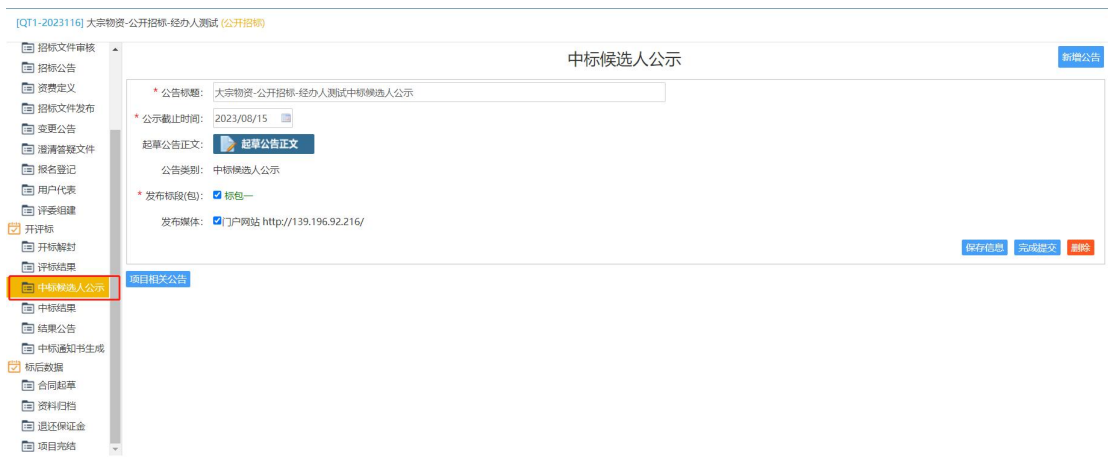 [QT1-2023116] 大宗物资-公开招标-经办人测试 (公开招标)
招标文件审核
招标公告
资费定义
招标文件发布
变更公告
澄清答疑文件
报名登记
用户代表
评委组建
开评标
开标解封
评标结果
中标候选人公示
中标结果
结果公告
中标通知书生成
标后数据
合同起草
资料归档
退还保证金
项目完结
中标候选人公示
新增公告
* 公告标题: 大宗物资-公开招标-经办人测试中标候选人公示
* 公示截止时间: 2023/08/15
起草公告正文: 起草公告正文
公告类别: 中标候选人公示
* 发布标段(包): 标包一
发布媒体: 门户网站 http://139.196.92.216/
保存信息 完成提交 删除
项目相关公告